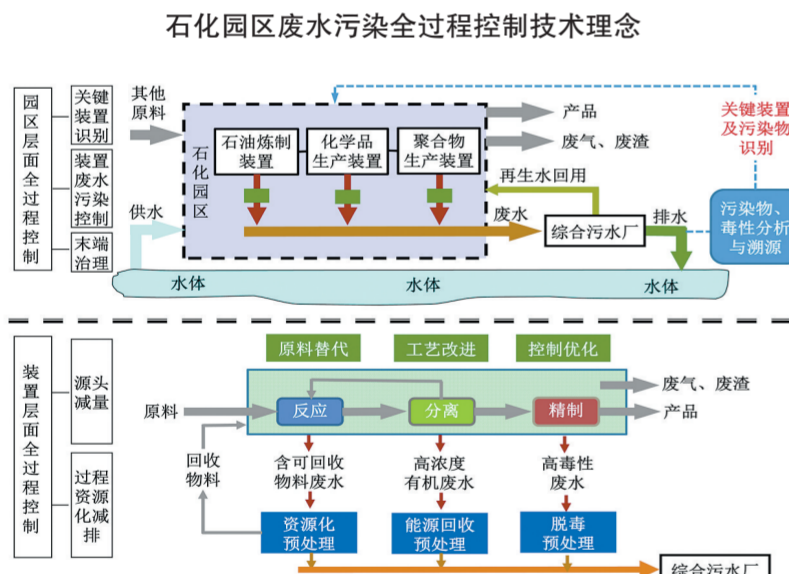 石化园区废水污染全过程控制技术理念
园区层面全过程控制
关键
装置
识别
装置
废水
污染
控制
末端
治理
其他
原料
供水
石化园区
石油炼制
装置
化学品
生产装置
聚合物
生产装置
产品
废气、废渣
再生水回用
废水
综合污水厂
排水
关键装置
及污染物
识别
污染物、
毒性分析
与溯源
水体
水体
水体
装置层面全过程控制
源头
减量
过程
资源
化减
排
原料替代
工艺改进
控制优化
原料
反应
分离
精制
废气、废渣
产品
回收
物料
含可回收
物料废水
高浓度
有机废水
高毒性
废水
资源化
预处理
能源回收
预处理
脱毒
预处理
综合污水厂